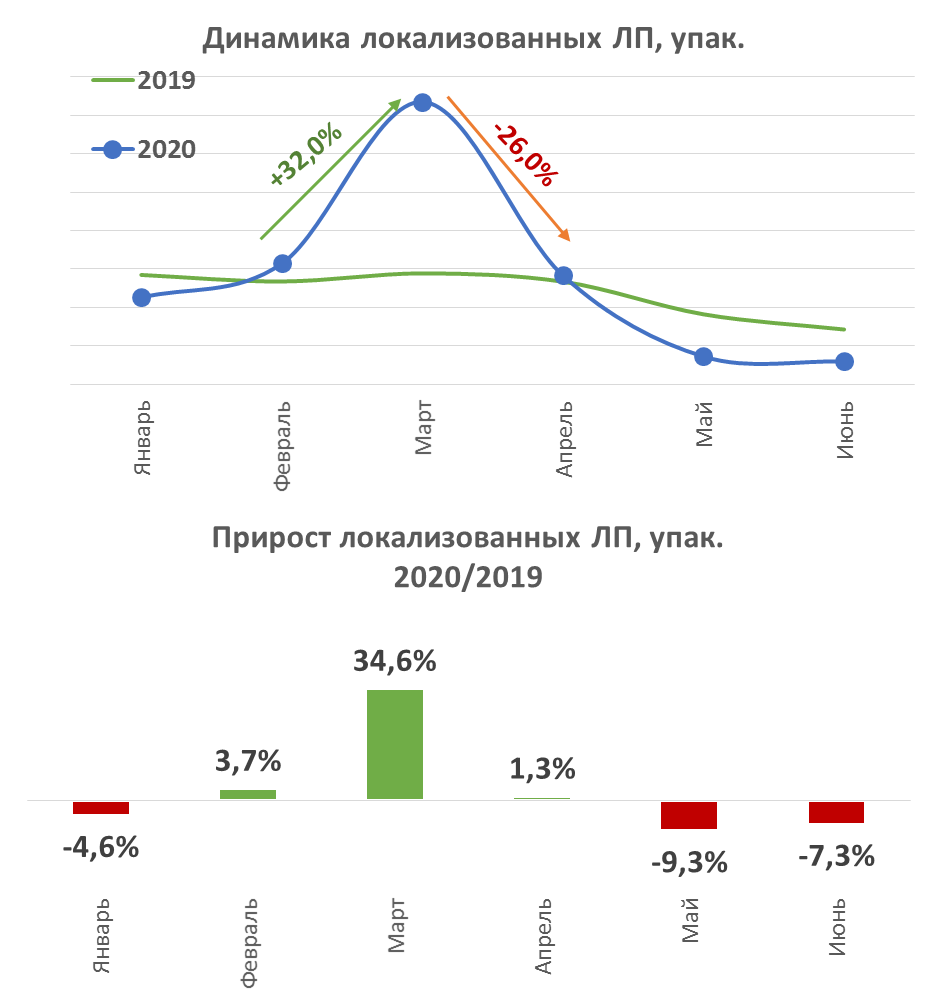 Динамика локализованных ЛП, упак.
2019
2020
+32,0%
-26,0%
Январь
Февраль
Март
Апрель
Май
Июнь
Прирост локализованных ЛП, упак.
2020/2019
-4,6%
3,7%
34,6%
1,3%
-9,3%
-7,3%
Январь
Февраль
Март
Апрель
Май
Июнь